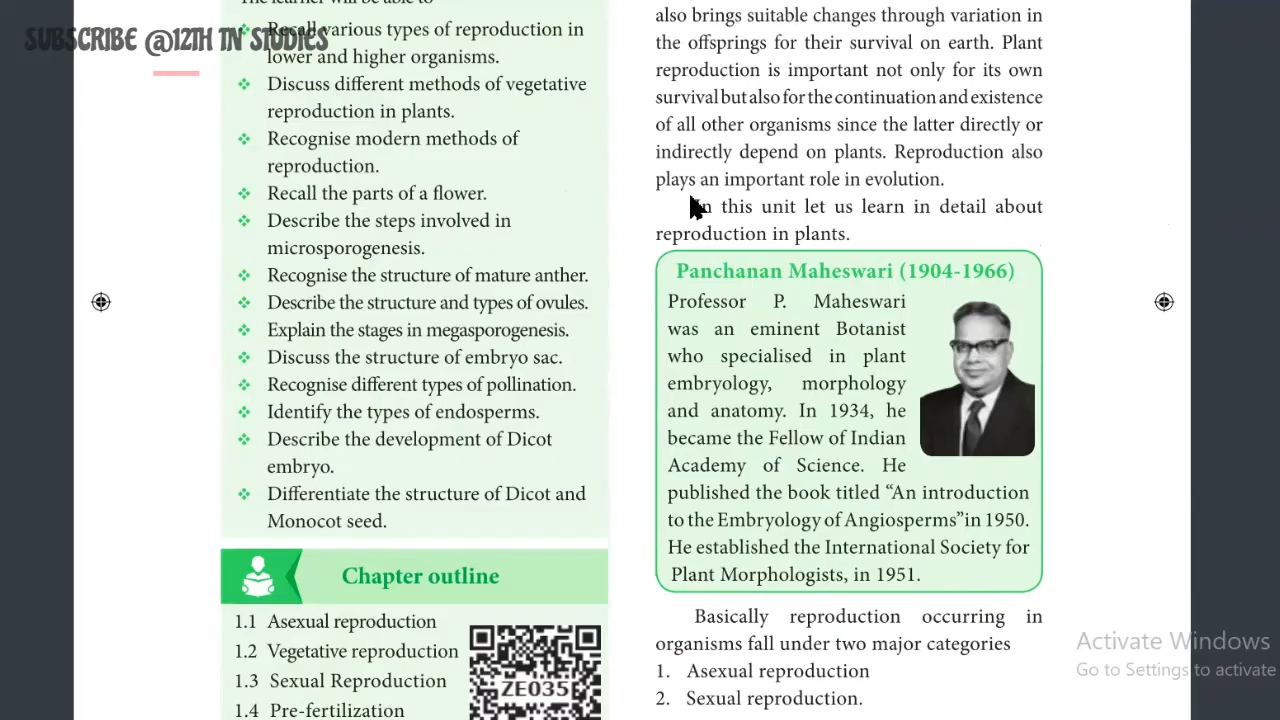 The learner will be able to
SUBSCRIBE @12TH TN STUDIES
Recall various types of reproduction in
lower and higher organisms.
Discuss different methods of vegetative
reproduction in plants.
Recognise modern methods of
reproduction.
Recall the parts of a flower.
Describe the steps involved in
microsporogenesis.
Recognise the structure of mature anther.
Describe the structure and types of ovules.
Explain the stages in megasporogenesis.
Discuss the structure of embryo sac.
Recognise different types of pollination.
Identify the types of endosperms.
Describe the development of Dicot
embryo.
Differentiate the structure of Dicot and
Monocot seed.
Chapter outline
1.1 Asexual reproduction
1.2 Vegetative reproduction
1.3 Sexual Reproduction
1.4 Pre-fertilization
ZE035
also brings suitable changes through variation in
the offsprings for their survival on earth. Plant
reproduction is important not only for its own
survival but also for the continuation and existence
of all other organisms since the latter directly or
indirectly depend on plants. Reproduction also
plays an important role in evolution.
In this unit let us learn in detail about
reproduction in plants.
Panchanan Maheswari (1904-1966)
Professor P. Maheswari
was an eminent Botanist
who specialised in plant
embryology, morphology
and anatomy. In 1934, he
became the Fellow of Indian
Academy of Science. He
published the book titled “An introduction
to the Embryology of Angiosperms”in 1950.
He established the International Society for
Plant Morphologists, in 1951.
Basically reproduction occurring in
organisms fall under two major categories
1. Asexual reproduction
2. Sexual reproduction.
Activate Windows
Go to Settings to activate